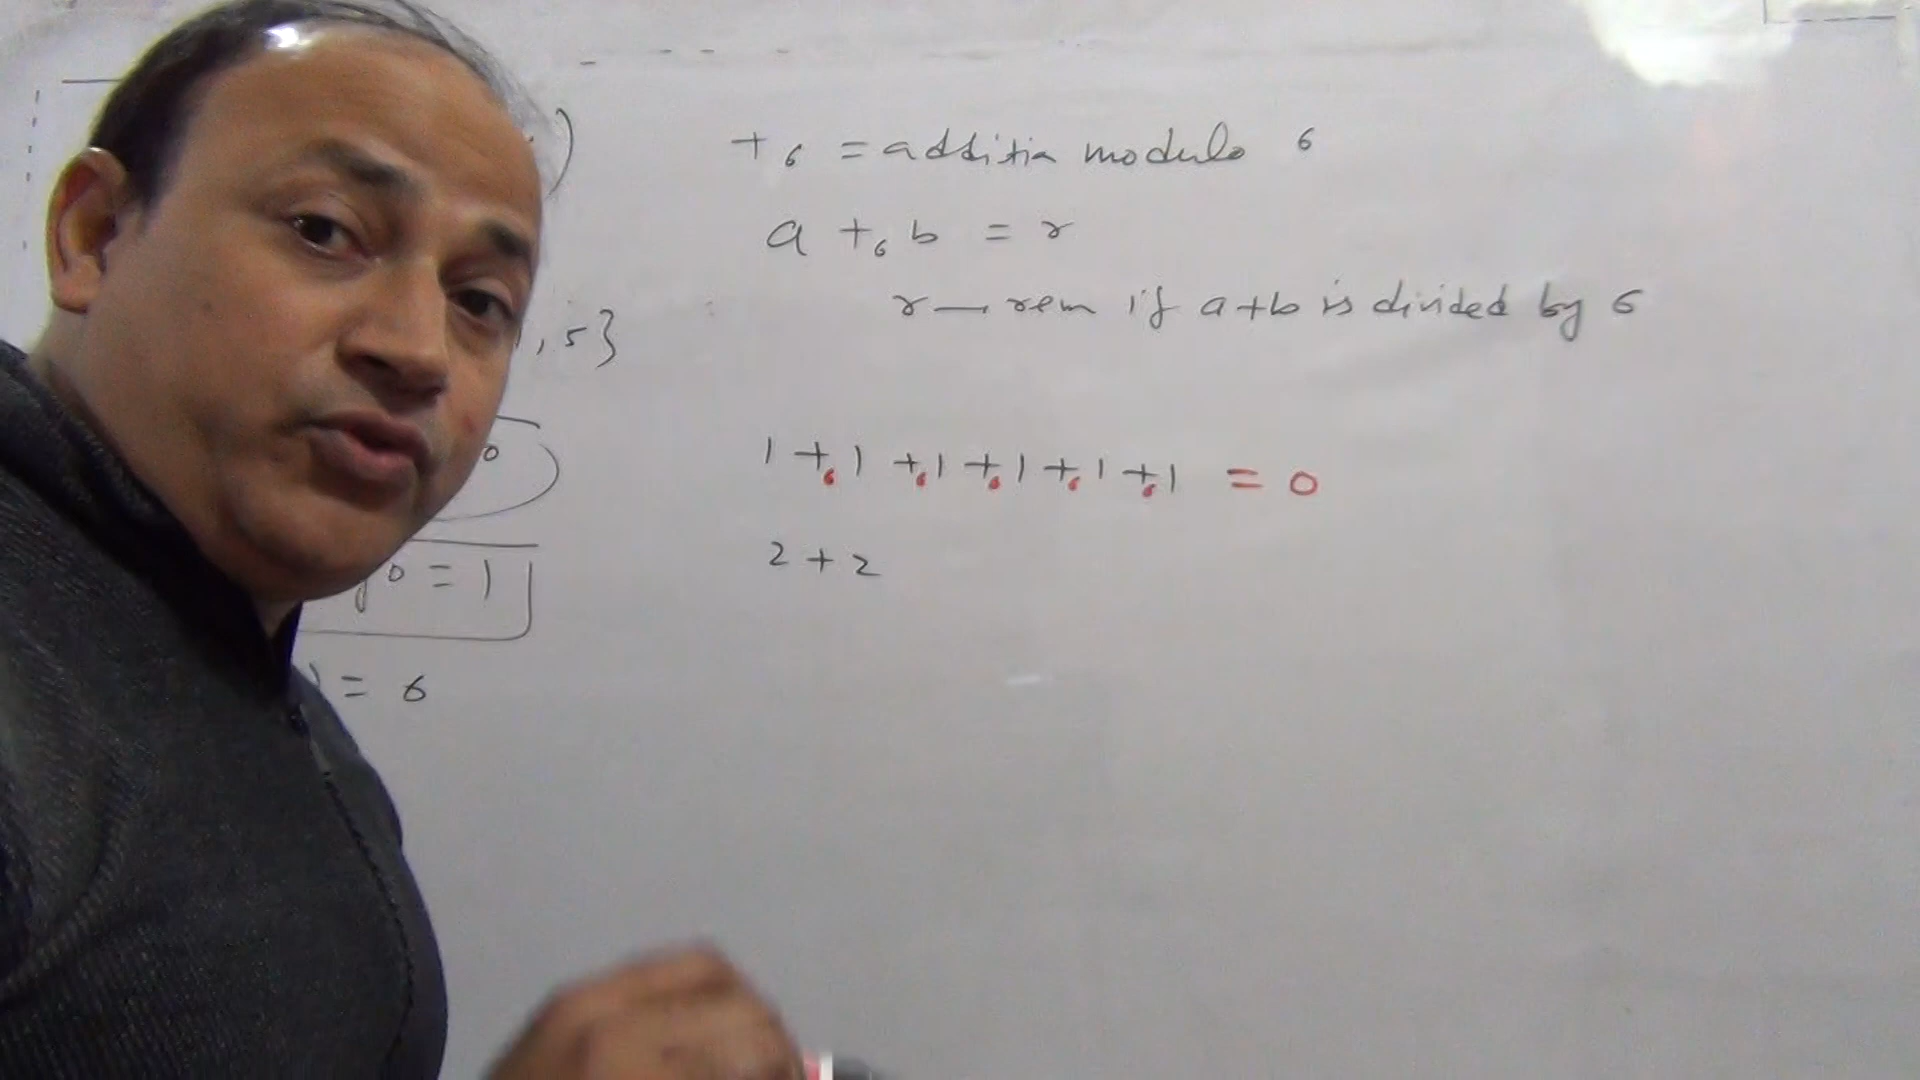 )
, 5}
0
0 = 1
) = 6
+₆ = additin modulo 6
a +₆ b = r
r — rem if a+b is divided by 6
1 +₆ 1 +₆ 1 +₆ 1 +₆ 1 +₆ 1 = 0
2 + 2